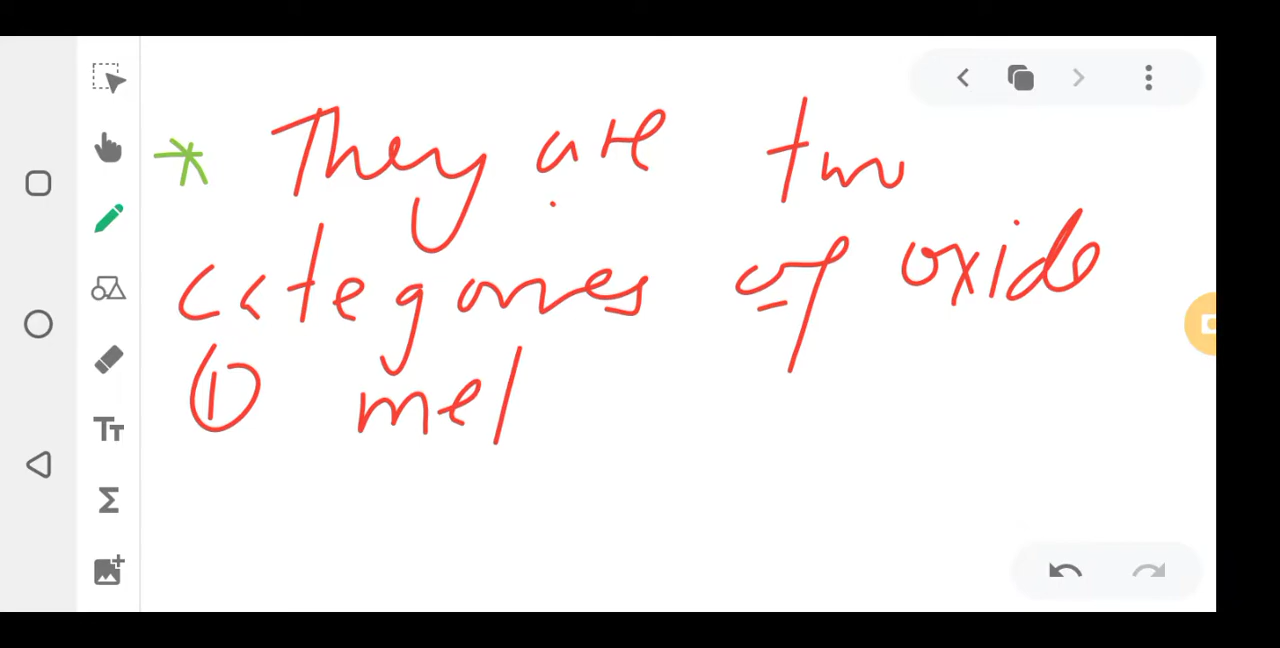 * They are two
categories of oxide
① mel